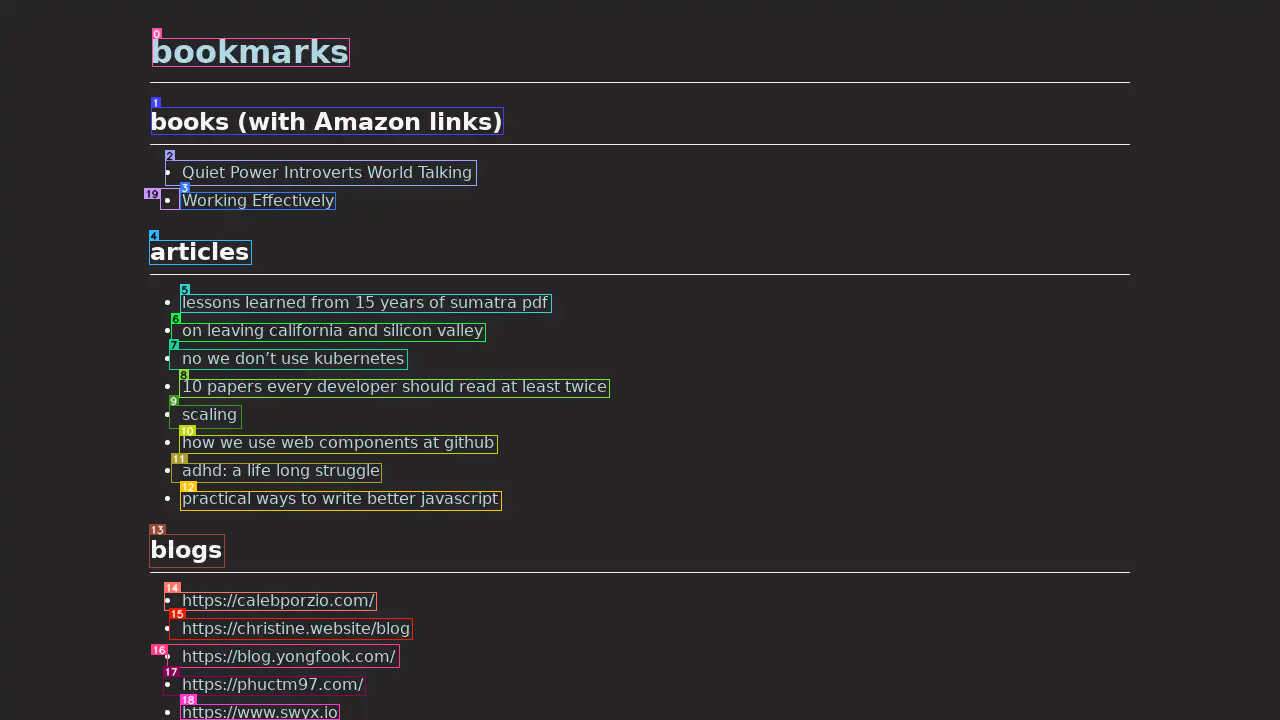 bookmarks
books (with Amazon links)
Quiet Power Introverts World Talking
Working Effectively
articles
lessons learned from 15 years of sumatra pdf
on leaving california and silicon valley
no we don’t use kubernetes
10 papers every developer should read at least twice
scaling
how we use web components at github
adhd: a life long struggle
practical ways to write better javascript
blogs
https://calebporzio.com/
https://christine.website/blog
https://blog.yongfook.com/
https://phuctm97.com/
https://www.swyx.io
0
1
2
3
19
4
5
6
7
8
9
10
11
12
13
14
15
16
17
18